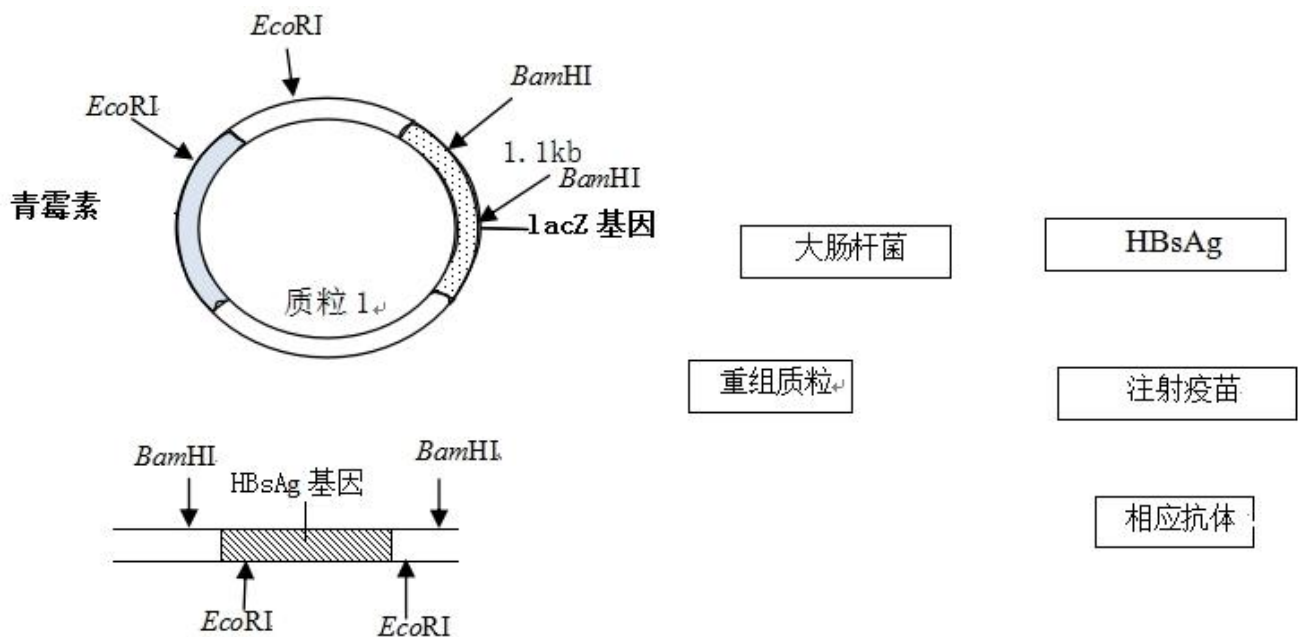 EcoRI
EcoRI
BamHI
1.1kb
BamHI
青霉素
lacZ 基因
质粒 1
大肠杆菌
HBsAg
重组质粒
注射疫苗
相应抗体
BamHI
HBsAg 基因
BamHI
EcoRI
EcoRI